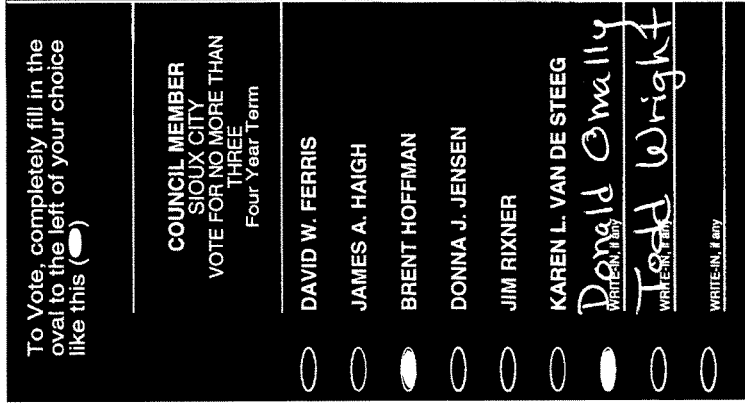 To Vote, completely fill in the
oval to the left of your choice
like this ( )
COUNCIL MEMBER
SIOUX CITY
VOTE FOR NO MORE THAN
THREE
Four Year Term
DAVID W. FERRIS
JAMES A. HAIGH
BRENT HOFFMAN
DONNA J. JENSEN
JIM RIXNER
KAREN L. VAN DE STEEG
Donald Omally
WRITE-IN, if any
Todd Wright
WRITE-IN, if any
WRITE-IN, if any